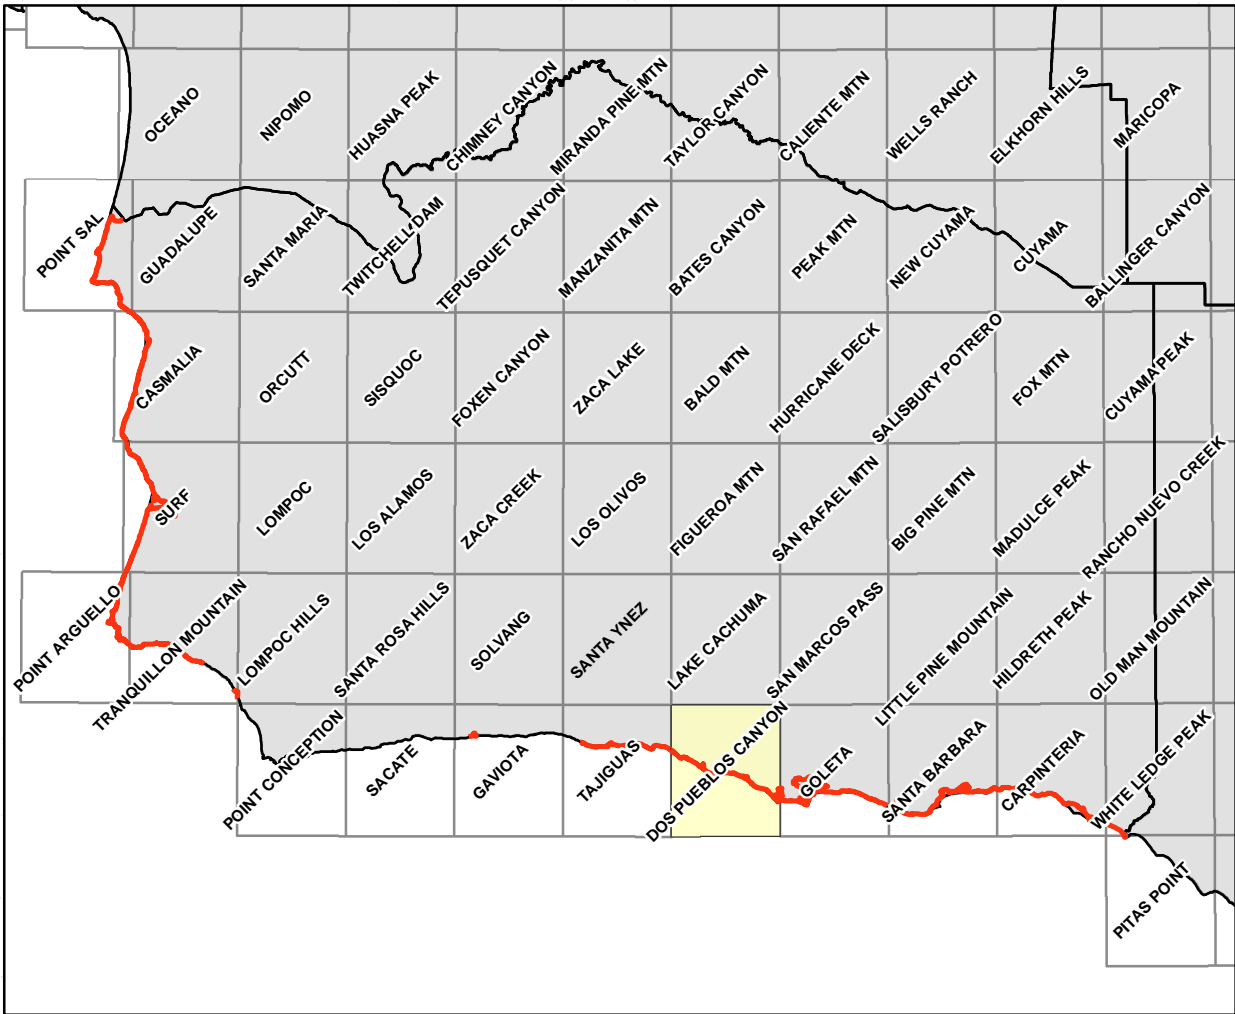 OCEANO
NIPOMO
HUASNA PEAK
CHIMNEY CANYON
MIRANDA PINE MTN
TAYLOR CANYON
CALIENTE MTN
WELLS RANCH
ELKHORN HILLS
MARICOPA
POINT SAL
GUADALUPE
SANTA MARIA
TWITCHELL DAM
TEPUSQUET CANYON
MANZANITA MTN
BATES CANYON
PEAK MTN
NEW CUYAMA
CUYAMA
BALLINGER CANYON
CASMALIA
ORCUTT
SISQUOC
FOXEN CANYON
ZACA LAKE
BALD MTN
HURRICANE DECK
SALISBURY POTRERO
FOX MTN
CUYAMA PEAK
SURF
LOMPOC
LOS ALAMOS
ZACA CREEK
LOS OLIVOS
FIGUEROA MTN
SAN RAFAEL MTN
BIG PINE MTN
MADULCE PEAK
RANCHO NUEVO CREEK
POINT ARGUELLO
TRANQUILLON MOUNTAIN
LOMPOC HILLS
SANTA ROSA HILLS
SOLVANG
SANTA YNEZ
LAKE CACHUMA
SAN MARCOS PASS
LITTLE PINE MOUNTAIN
HILDRETH PEAK
OLD MAN MOUNTAIN
POINT CONCEPTION
SACATE
GAVIOTA
TAJIGUAS
DOS PUEBLOS CANYON
GOLETA
SANTA BARBARA
CARPINTERIA
WHITE LEDGE PEAK
PITAS POINT